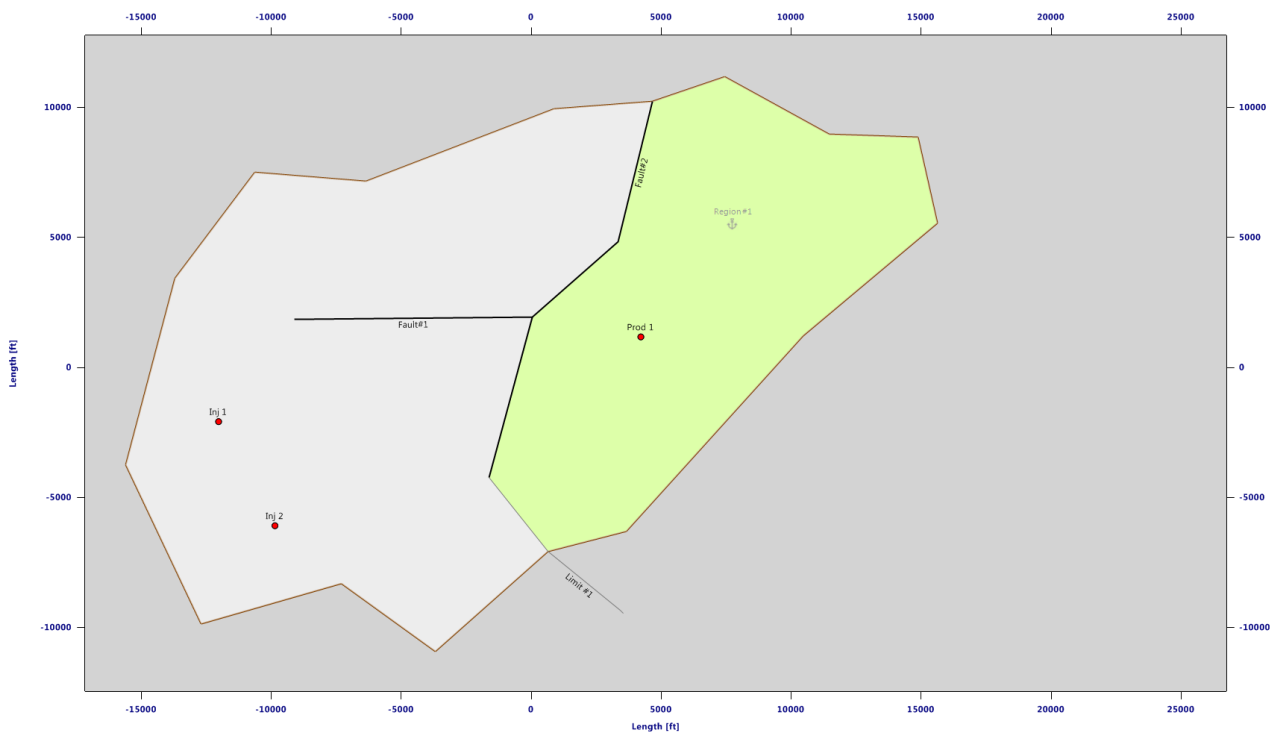 -15000 -10000 -5000 0 5000 10000 15000 20000 25000
10000 10000
Fault#2
Region#1
5000 5000
Prod 1
Fault#1
Length [ft]
0 0
Inj 1
-5000 -5000
Inj 2
Limit #1
-10000 -10000
-15000 -10000 -5000 0 5000 10000 15000 20000 25000
Length [ft]